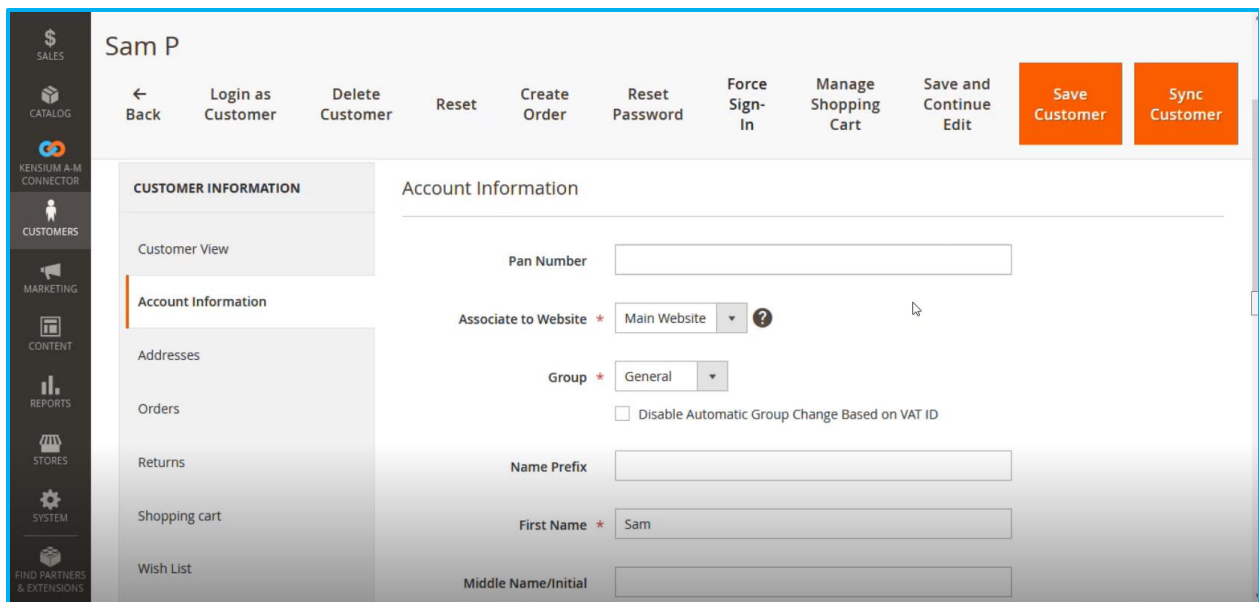 $
SALES
CATALOG
KENSIUM A-M
CONNECTOR
CUSTOMERS
MARKETING
CONTENT
REPORTS
STORES
SYSTEM
FIND PARTNERS
& EXTENSIONS
Sam P
← Back
Login as
Customer
Delete
Customer
Reset
Create
Order
Reset
Password
Force
Sign-
In
Manage
Shopping
Cart
Save and
Continue
Edit
Save
Customer
Sync
Customer
CUSTOMER INFORMATION
Customer View
Account Information
Addresses
Orders
Returns
Shopping cart
Wish List
Account Information
Pan Number
Associate to Website * Main Website ?
Group * General
Disable Automatic Group Change Based on VAT ID
Name Prefix
First Name * Sam
Middle Name/Initial